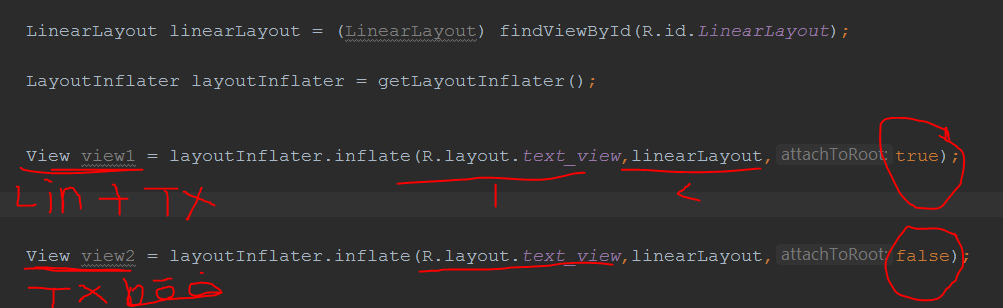 LinearLayout linearLayout = (LinearLayout) findViewById(R.id.LinearLayout);
LayoutInflater layoutInflater = getLayoutInflater();
View view1 = layoutInflater.inflate(R.layout.text_view,linearLayout, attachToRoot: true);
Lin + TX
View view2 = layoutInflater.inflate(R.layout.text_view,linearLayout, attachToRoot: false);
TX